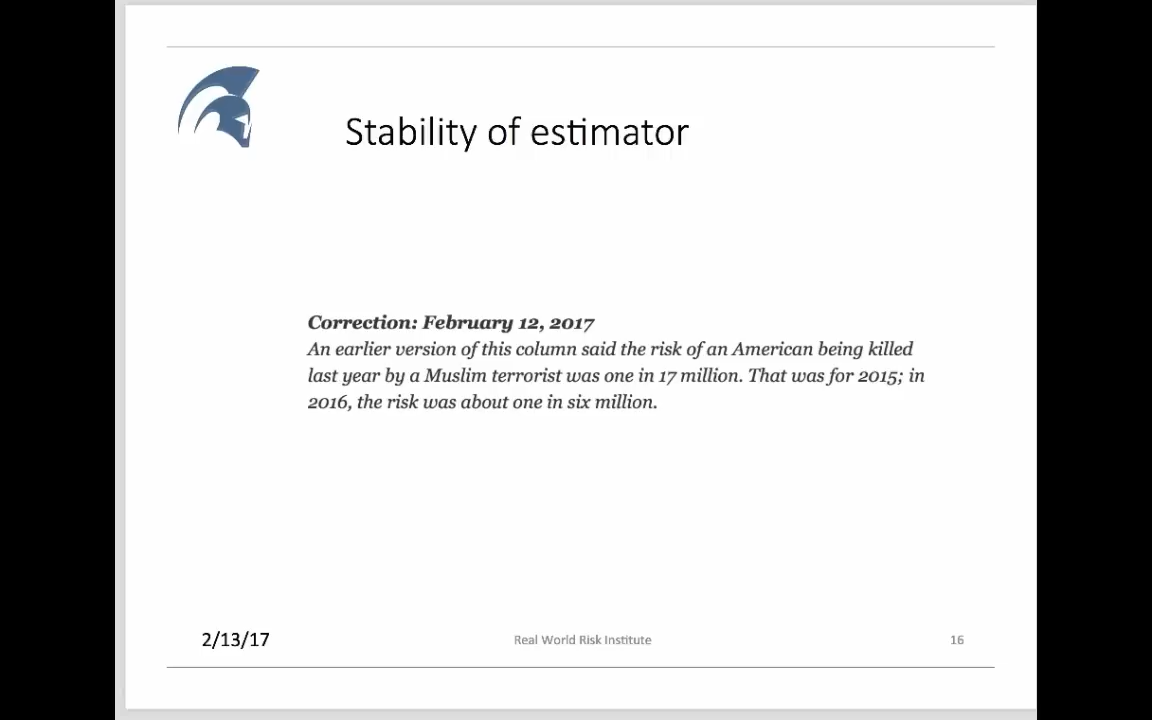 Stability of estimator
Correction: February 12, 2017
An earlier version of this column said the risk of an American being killed
last year by a Muslim terrorist was one in 17 million. That was for 2015; in
2016, the risk was about one in six million.
2/13/17
Real World Risk Institute
16